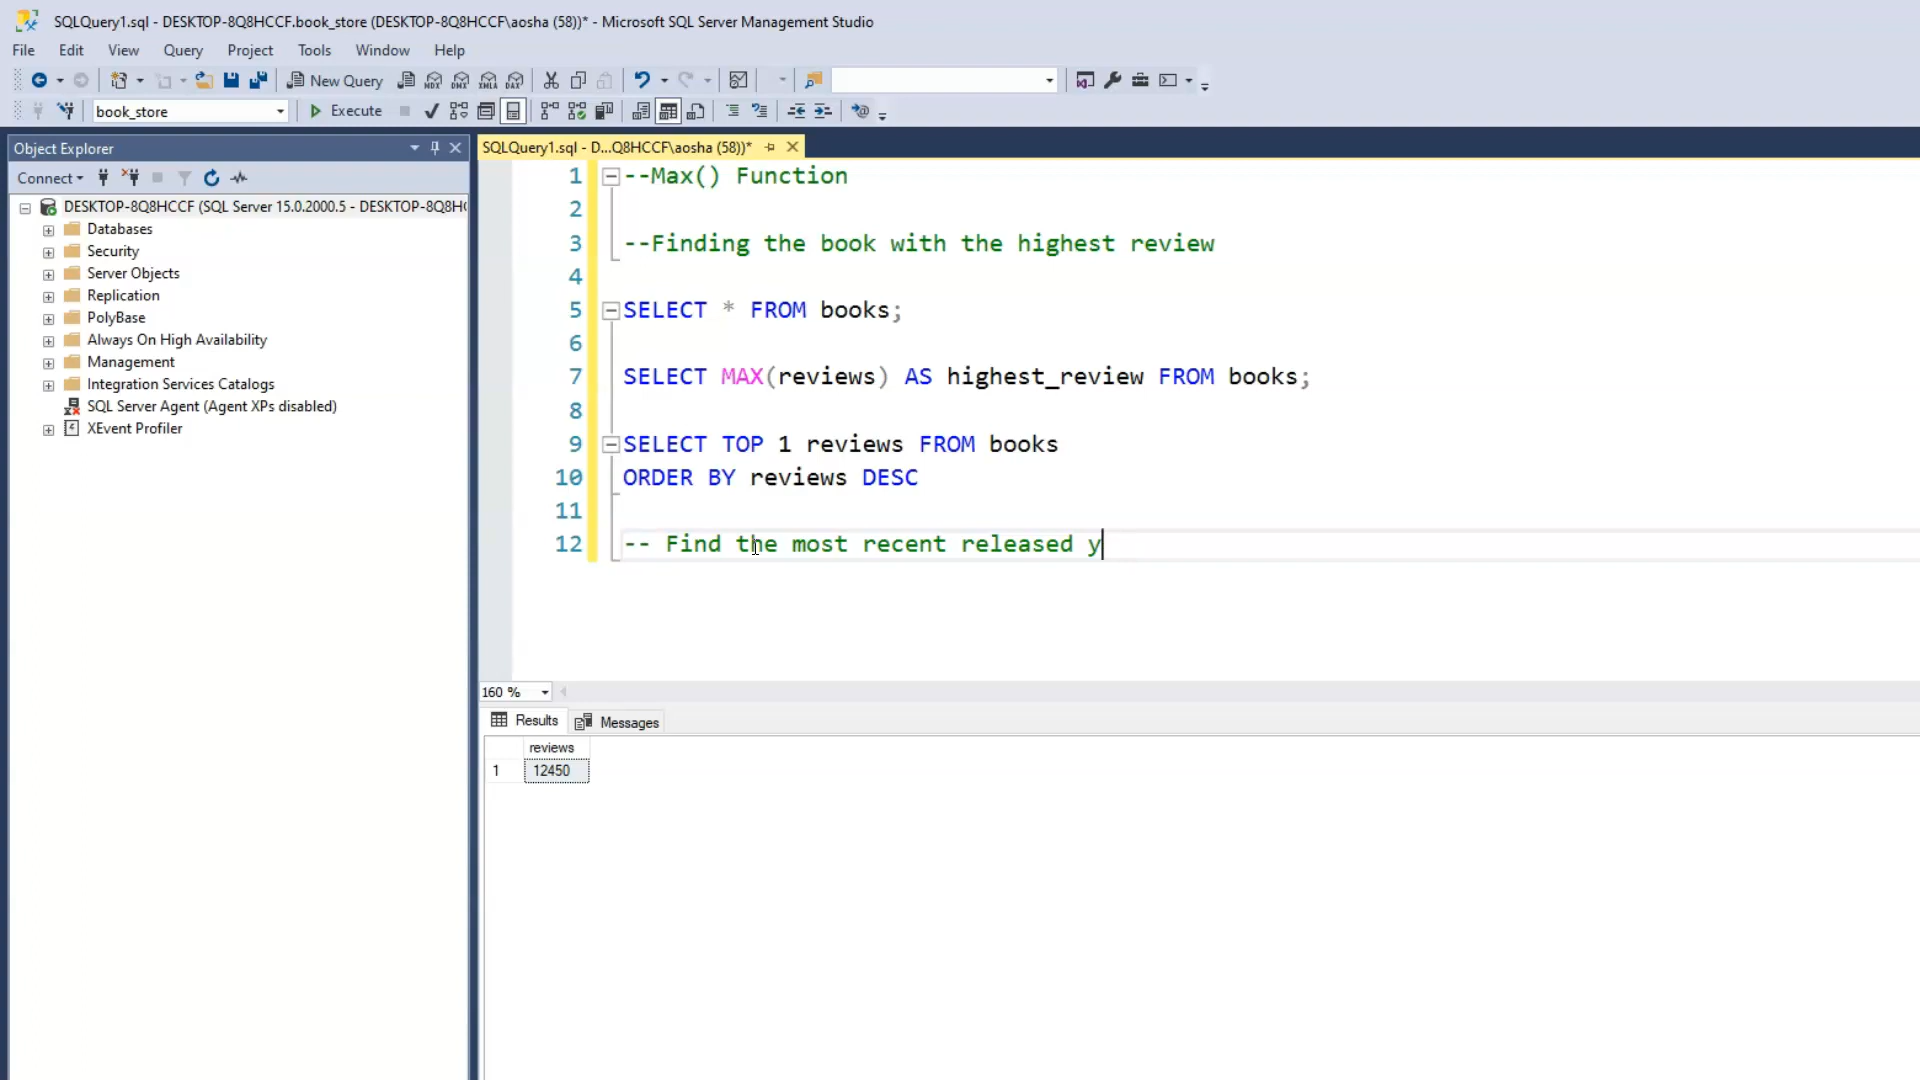 SQLQuery1.sql - DESKTOP-8Q8HCCF.book_store (DESKTOP-8Q8HCCF\aosha (58))* - Microsoft SQL Server Management Studio
File Edit View Query Project Tools Window Help
New Query
book_store Execute
Object Explorer
SQLQuery1.sql - D...Q8HCCF\aosha (58))*
Connect
DESKTOP-8Q8HCCF (SQL Server 15.0.2000.5 - DESKTOP-8Q8H
Databases
Security
Server Objects
Replication
PolyBase
Always On High Availability
Management
Integration Services Catalogs
SQL Server Agent (Agent XPs disabled)
XEvent Profiler
1 --Max() Function
2
3 --Finding the book with the highest review
4
5 SELECT * FROM books;
6
7 SELECT MAX(reviews) AS highest_review FROM books;
8
9 SELECT TOP 1 reviews FROM books
10 ORDER BY reviews DESC
11
12 -- Find the most recent released y
160 %
Results Messages
reviews
1 12450